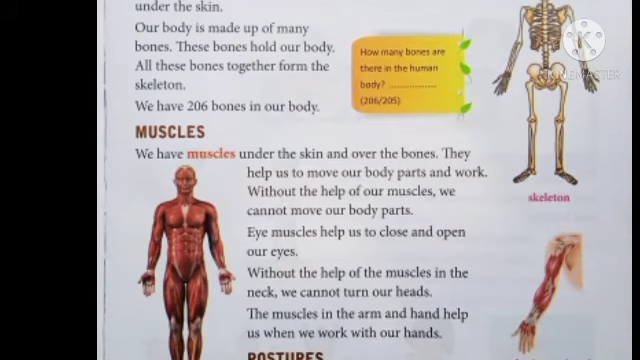 under the skin.
Our body is made up of many
bones. These bones hold our body.
All these bones together form the
skeleton.
We have 206 bones in our body.
How many bones are
there in the human
body? ..................
(206/205)
KINEMASTER
skeleton
MUSCLES
We have muscles under the skin and over the bones. They
help us to move our body parts and work.
Without the help of our muscles, we
cannot move our body parts.
Eye muscles help us to close and open
our eyes.
Without the help of the muscles in the
neck, we cannot turn our heads.
The muscles in the arm and hand help
us when we work with our hands.
POSTURES